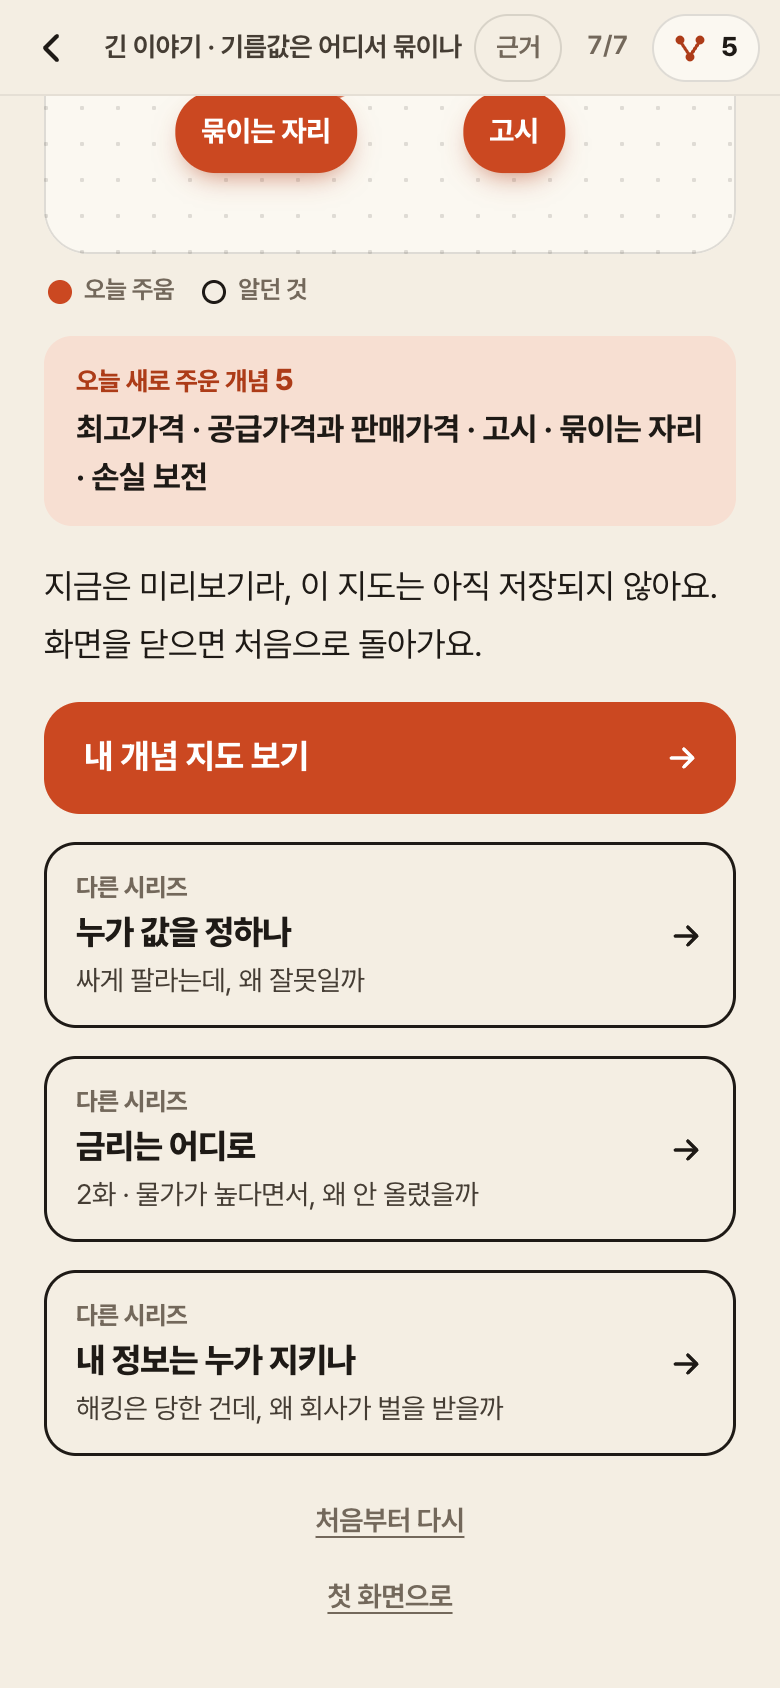 긴 이야기 · 기름값은 어디서 묶이나
근거
7/7
5
묶이는 자리
고시
오늘 주움
알던 것
오늘 새로 주운 개념 5
최고가격 · 공급가격과 판매가격 · 고시 · 묶이는 자리
· 손실 보전
지금은 미리보기라, 이 지도는 아직 저장되지 않아요.
화면을 닫으면 처음으로 돌아가요.
내 개념 지도 보기
다른 시리즈
누가 값을 정하나
싸게 팔라는데, 왜 잘못일까
다른 시리즈
금리는 어디로
2화 · 물가가 높다면서, 왜 안 올렸을까
다른 시리즈
내 정보는 누가 지키나
해킹은 당한 건데, 왜 회사가 벌을 받을까
처음부터 다시
첫 화면으로